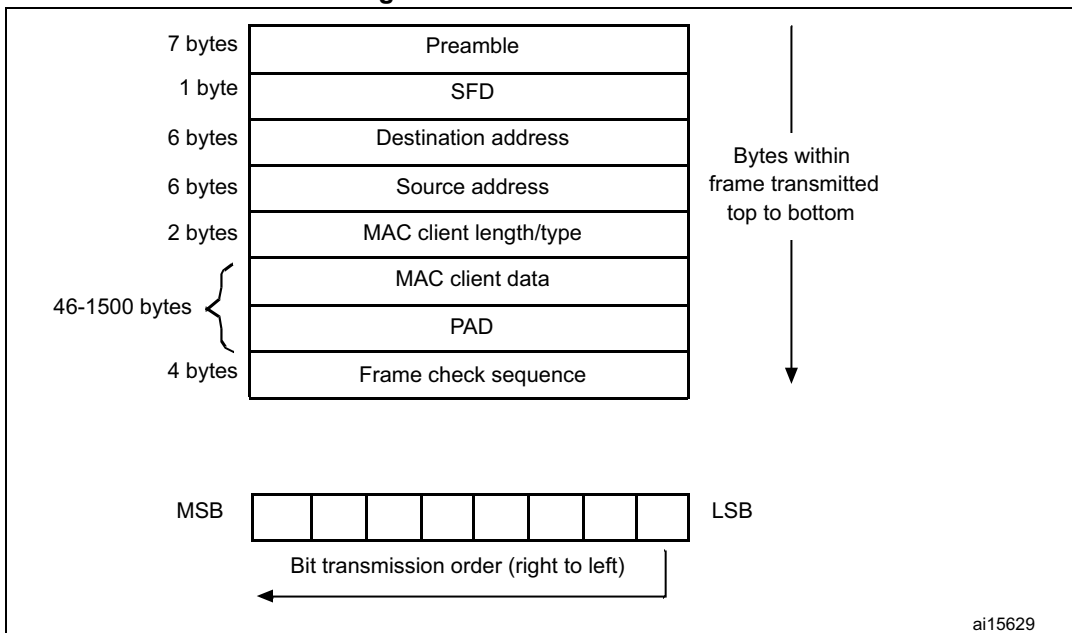 7 bytes
Preamble
1 byte
SFD
6 bytes
Destination address
6 bytes
Source address
2 bytes
MAC client length/type
46-1500 bytes
MAC client data
PAD
4 bytes
Frame check sequence
Bytes within
frame transmitted
top to bottom
MSB
LSB
Bit transmission order (right to left)
ai15629